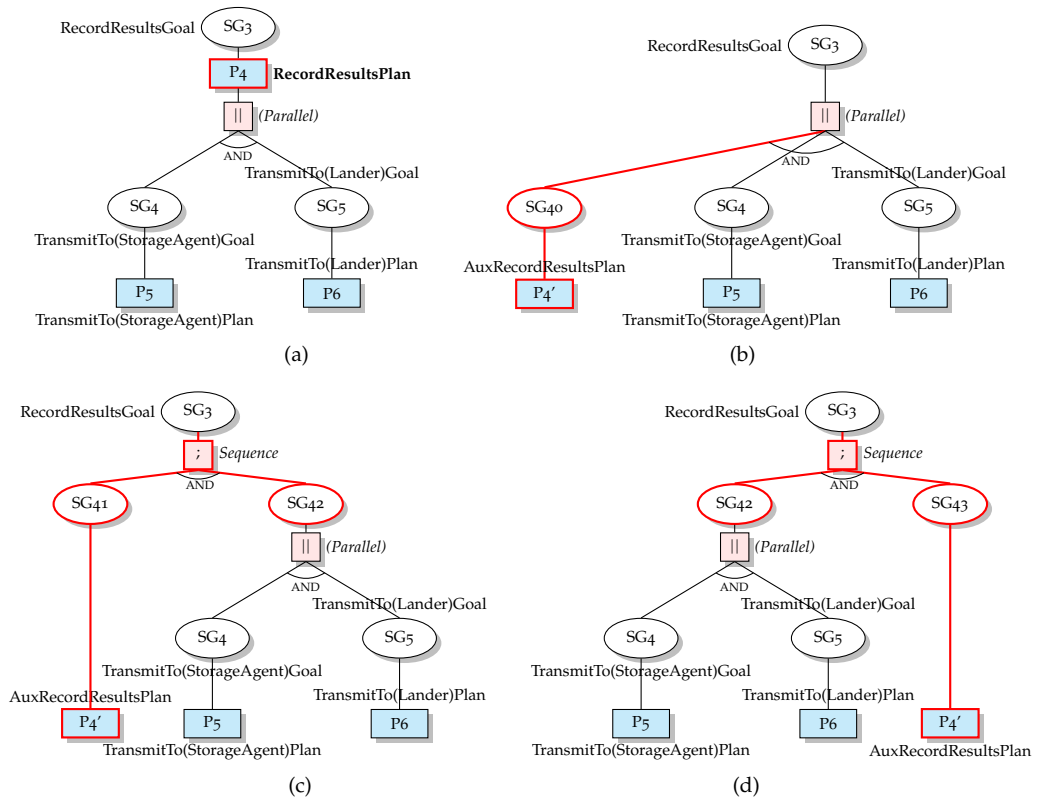 RecordResultsGoal
SG3
P4
RecordResultsPlan
||
(Parallel)
AND
TransmitTo(Lander)Goal
SG4
SG5
TransmitTo(StorageAgent)Goal
TransmitTo(Lander)Plan
P5
P6
TransmitTo(StorageAgent)Plan
(a)
RecordResultsGoal
SG3
||
(Parallel)
AND
TransmitTo(Lander)Goal
SG40
SG4
SG5
TransmitTo(StorageAgent)Goal
AuxRecordResultsPlan
TransmitTo(Lander)Plan
P4′
P5
P6
TransmitTo(StorageAgent)Plan
(b)
RecordResultsGoal
SG3
;
Sequence
AND
SG41
SG42
||
(Parallel)
AND
TransmitTo(Lander)Goal
SG4
SG5
TransmitTo(StorageAgent)Goal
AuxRecordResultsPlan
TransmitTo(Lander)Plan
P4′
P5
P6
TransmitTo(StorageAgent)Plan
(c)
RecordResultsGoal
SG3
;
Sequence
AND
SG42
SG43
||
(Parallel)
AND
TransmitTo(Lander)Goal
SG4
SG5
TransmitTo(StorageAgent)Goal
TransmitTo(Lander)Plan
P5
P6
P4′
TransmitTo(StorageAgent)Plan
AuxRecordResultsPlan
(d)